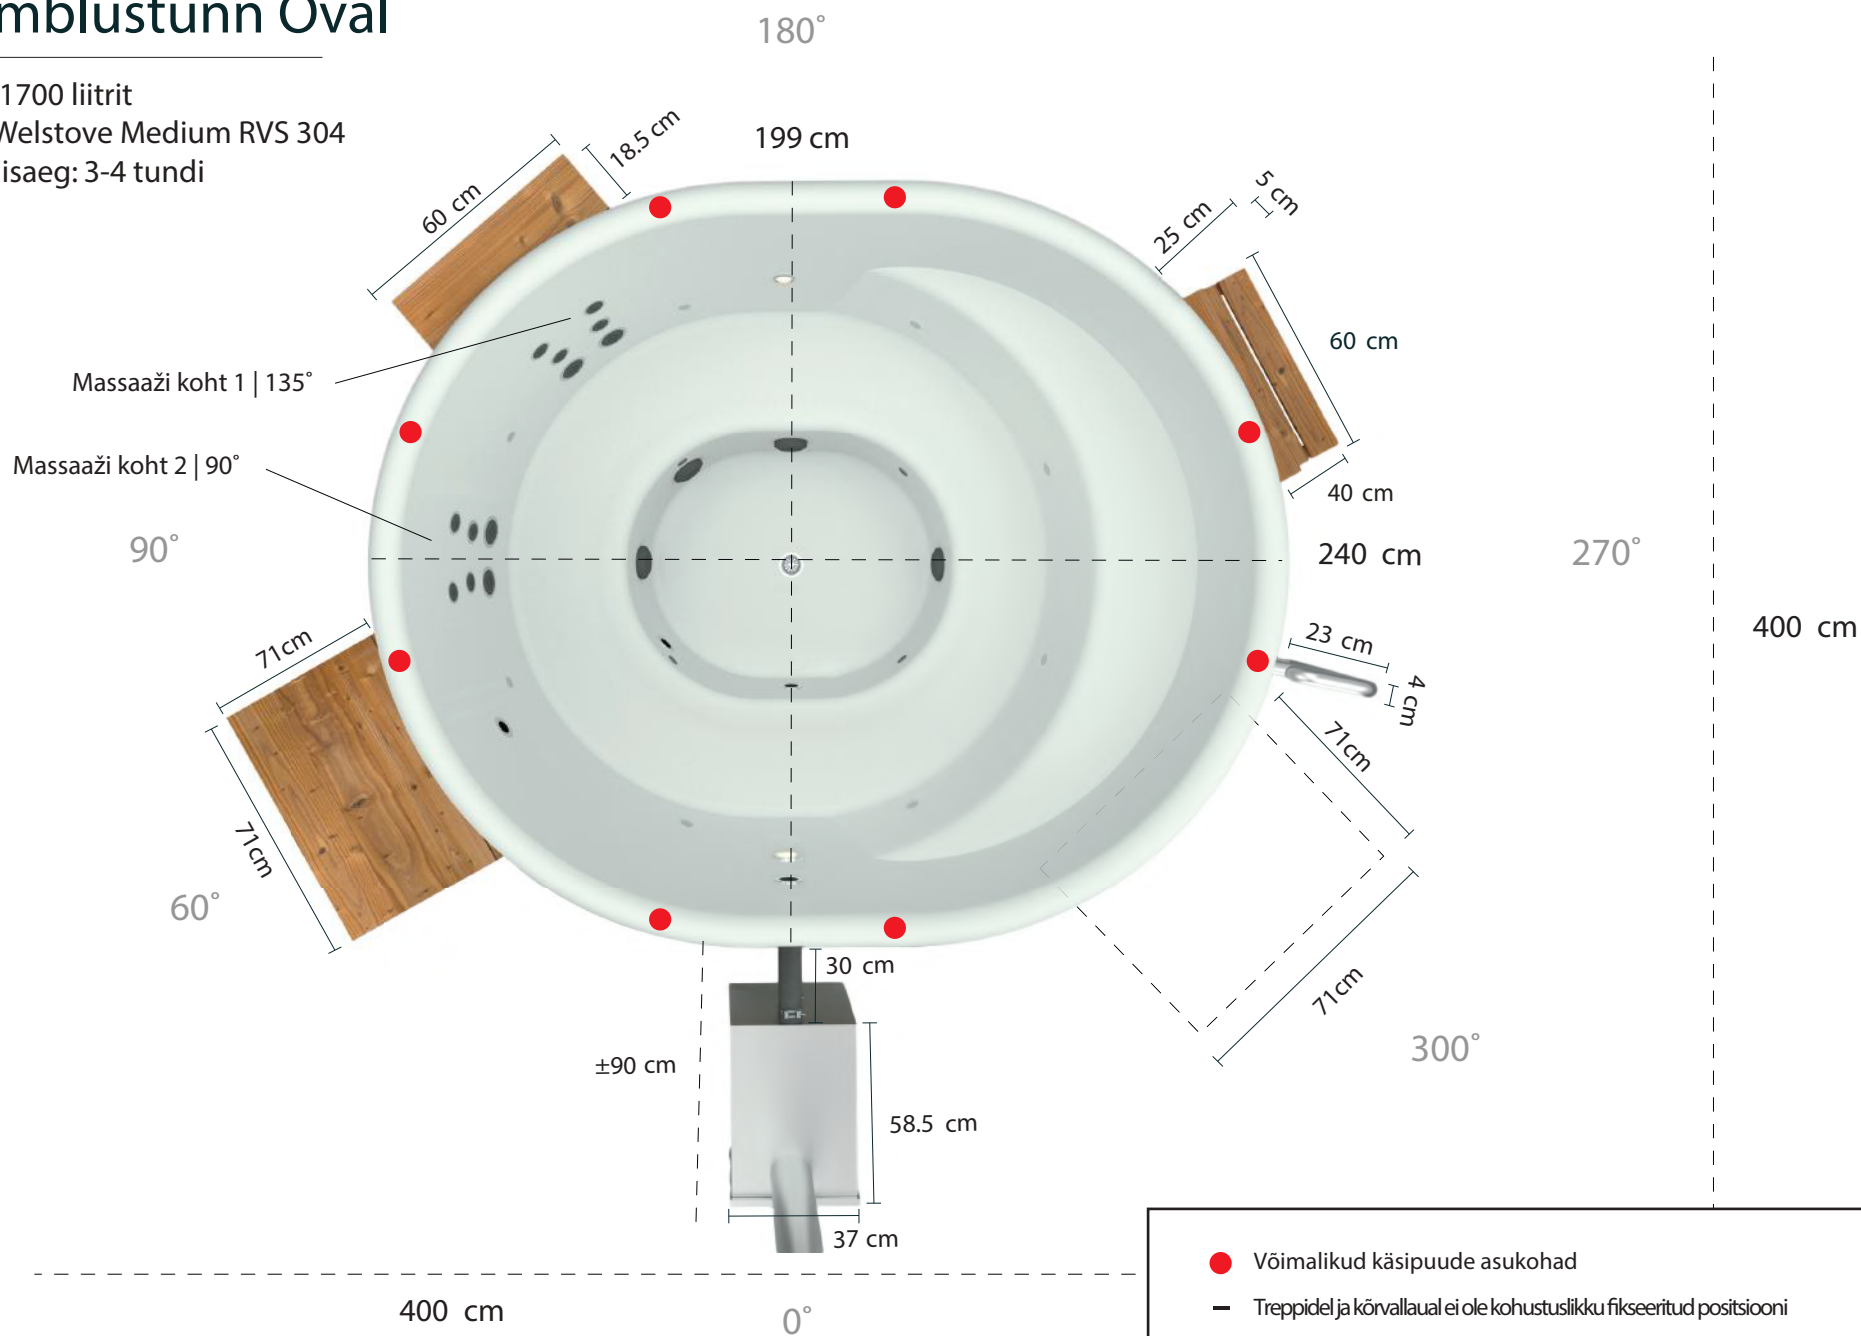 mblustunn Oval
1700 liitrit
Welstove Medium RVS 304
isaeg: 3-4 tundi
180°
199 cm
18.5 cm
60 cm
5 cm
25 cm
60 cm
40 cm
Massaaži koht 1 | 135°
Massaaži koht 2 | 90°
90°
240 cm
270°
400 cm
23 cm
4 cm
71cm
71cm
71cm
71cm
60°
300°
30 cm
±90 cm
58.5 cm
37 cm
400 cm
0°
Võimalikud käsipuude asukohad
– Treppidel ja kõrvallaual ei ole kohustuslikku fikseeritud positsiooni